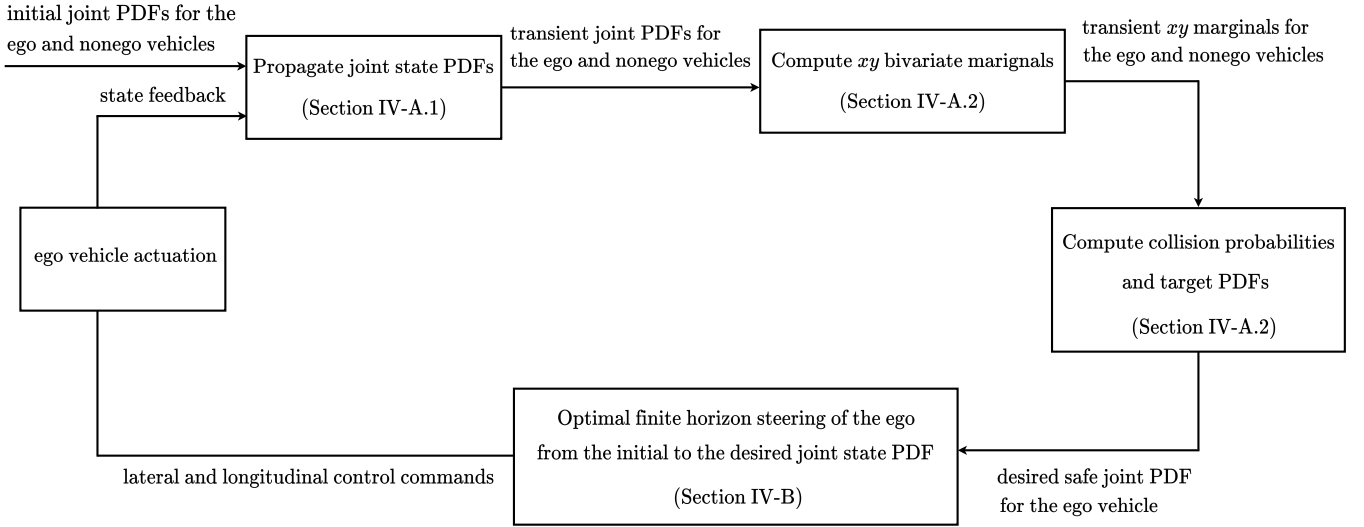 initial joint PDFs for the
ego and nonego vehicles
state feedback
Propagate joint state PDFs
(Section IV-A.1)
transient joint PDFs for
the ego and nonego vehicles
Compute xy bivariate marignals
(Section IV-A.2)
transient xy marginals for
the ego and nonego vehicles
Compute collision probabilities
and target PDFs
(Section IV-A.2)
desired safe joint PDF
for the ego vehicle
Optimal finite horizon steering of the ego
from the initial to the desired joint state PDF
(Section IV-B)
lateral and longitudinal control commands
ego vehicle actuation